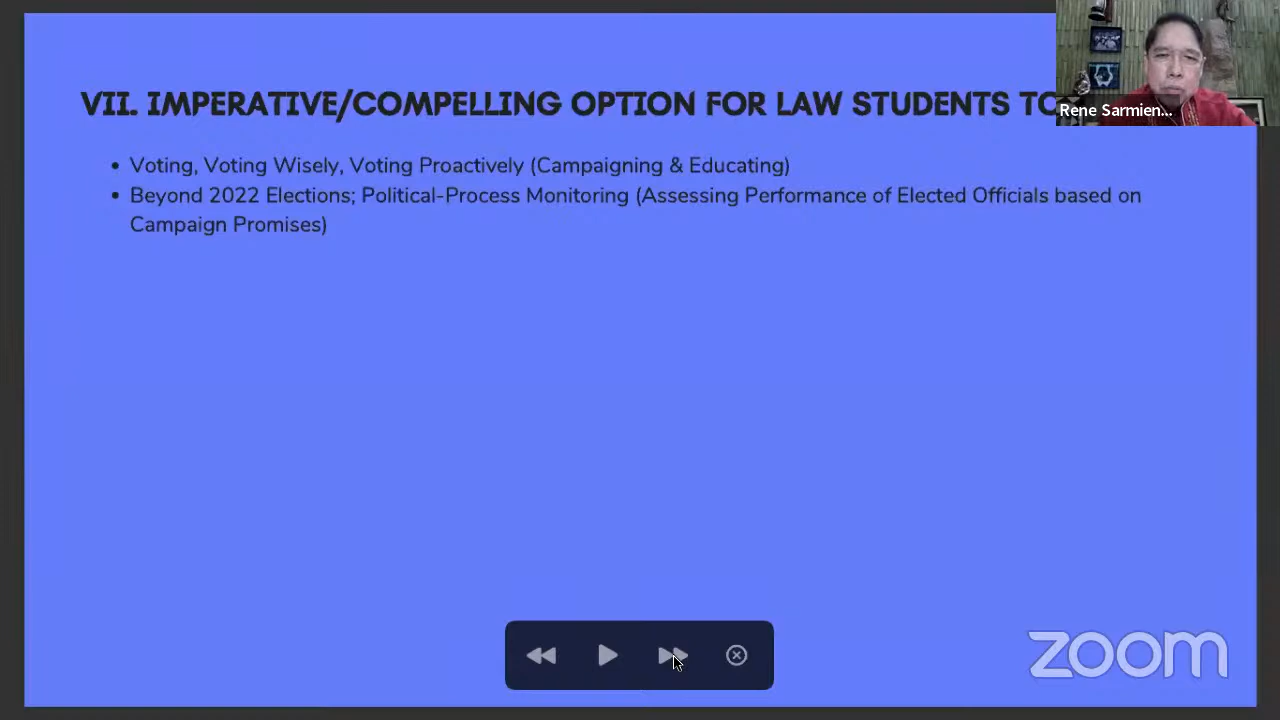 VII. IMPERATIVE/COMPELLING OPTION FOR LAW STUDENTS TO
Rene Sarmien...
• Voting, Voting Wisely, Voting Proactively (Campaigning & Educating)
• Beyond 2022 Elections; Political-Process Monitoring (Assessing Performance of Elected Officials based on
Campaign Promises)
zoom